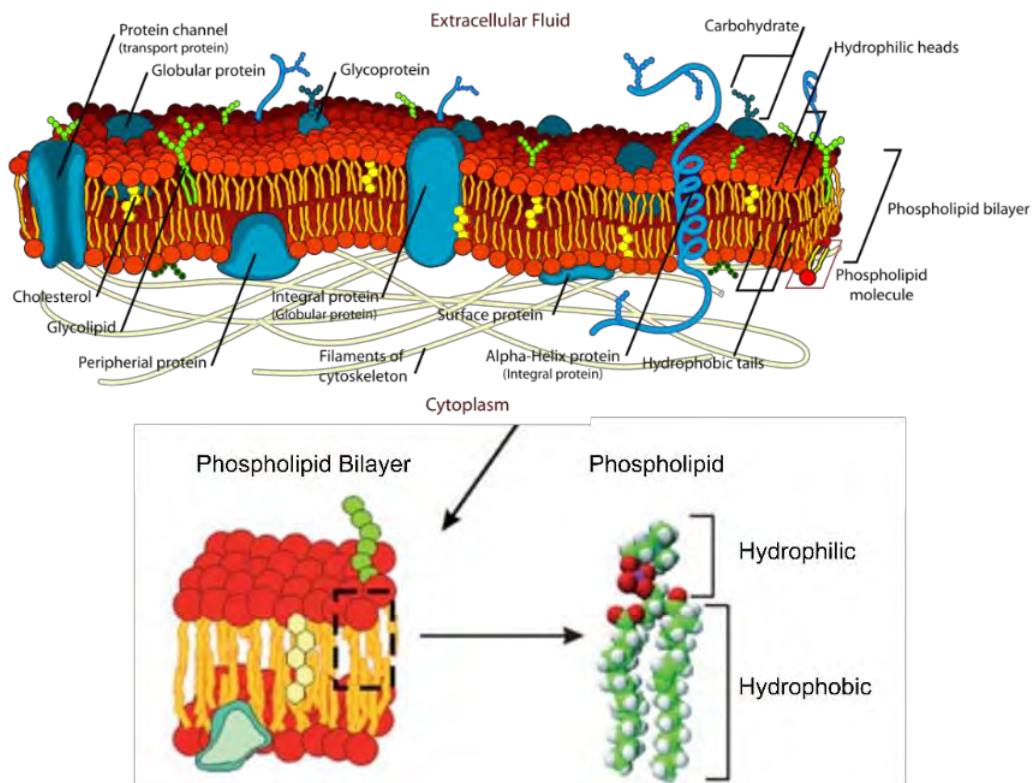 Extracellular Fluid
Protein channel
(transport protein)
Globular protein
Glycoprotein
Carbohydrate
Hydrophilic heads
Phospholipid bilayer
Phospholipid
molecule
Cholesterol
Glycolipid
Peripherial protein
Integral protein
(Globular protein)
Filaments of
cytoskeleton
Surface protein
Alpha-Helix protein
(Integral protein)
Hydrophobic tails
Cytoplasm
Phospholipid Bilayer
Phospholipid
Hydrophilic
Hydrophobic